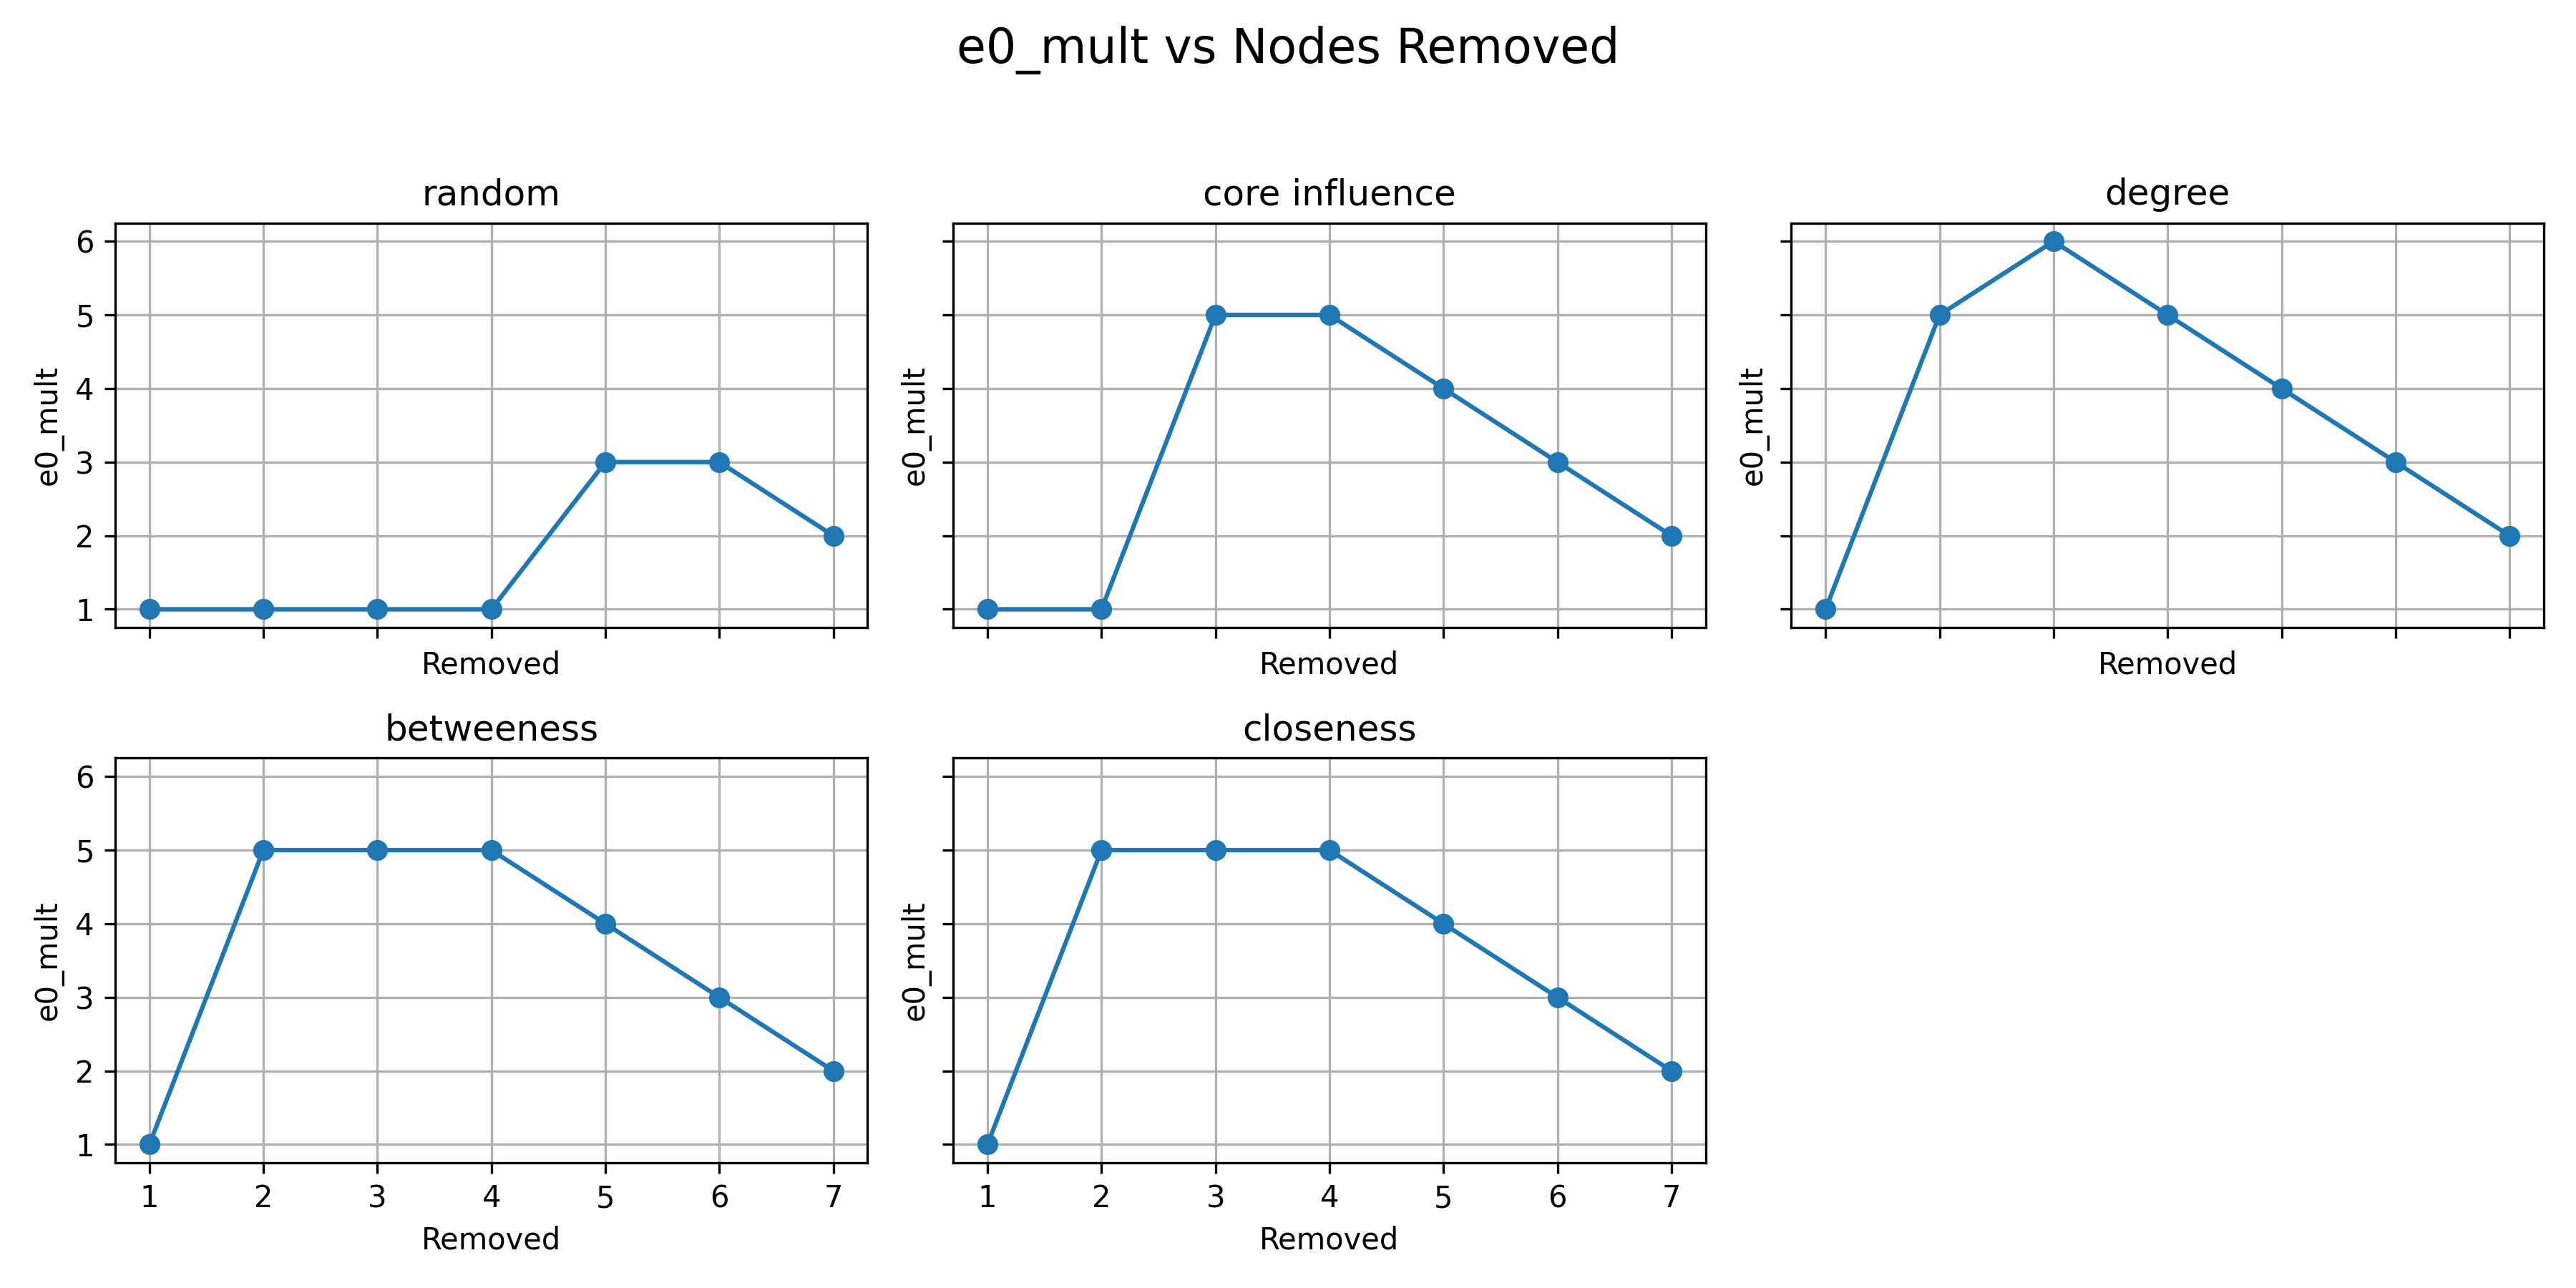 e0_mult vs Nodes Removed
random
core influence
degree
6
5
4
3
2
1
e0_mult
e0_mult
e0_mult
Removed
Removed
Removed
betweeness
closeness
6
5
4
3
2
1
e0_mult
e0_mult
1 2 3 4 5 6 7
1 2 3 4 5 6 7
Removed
Removed